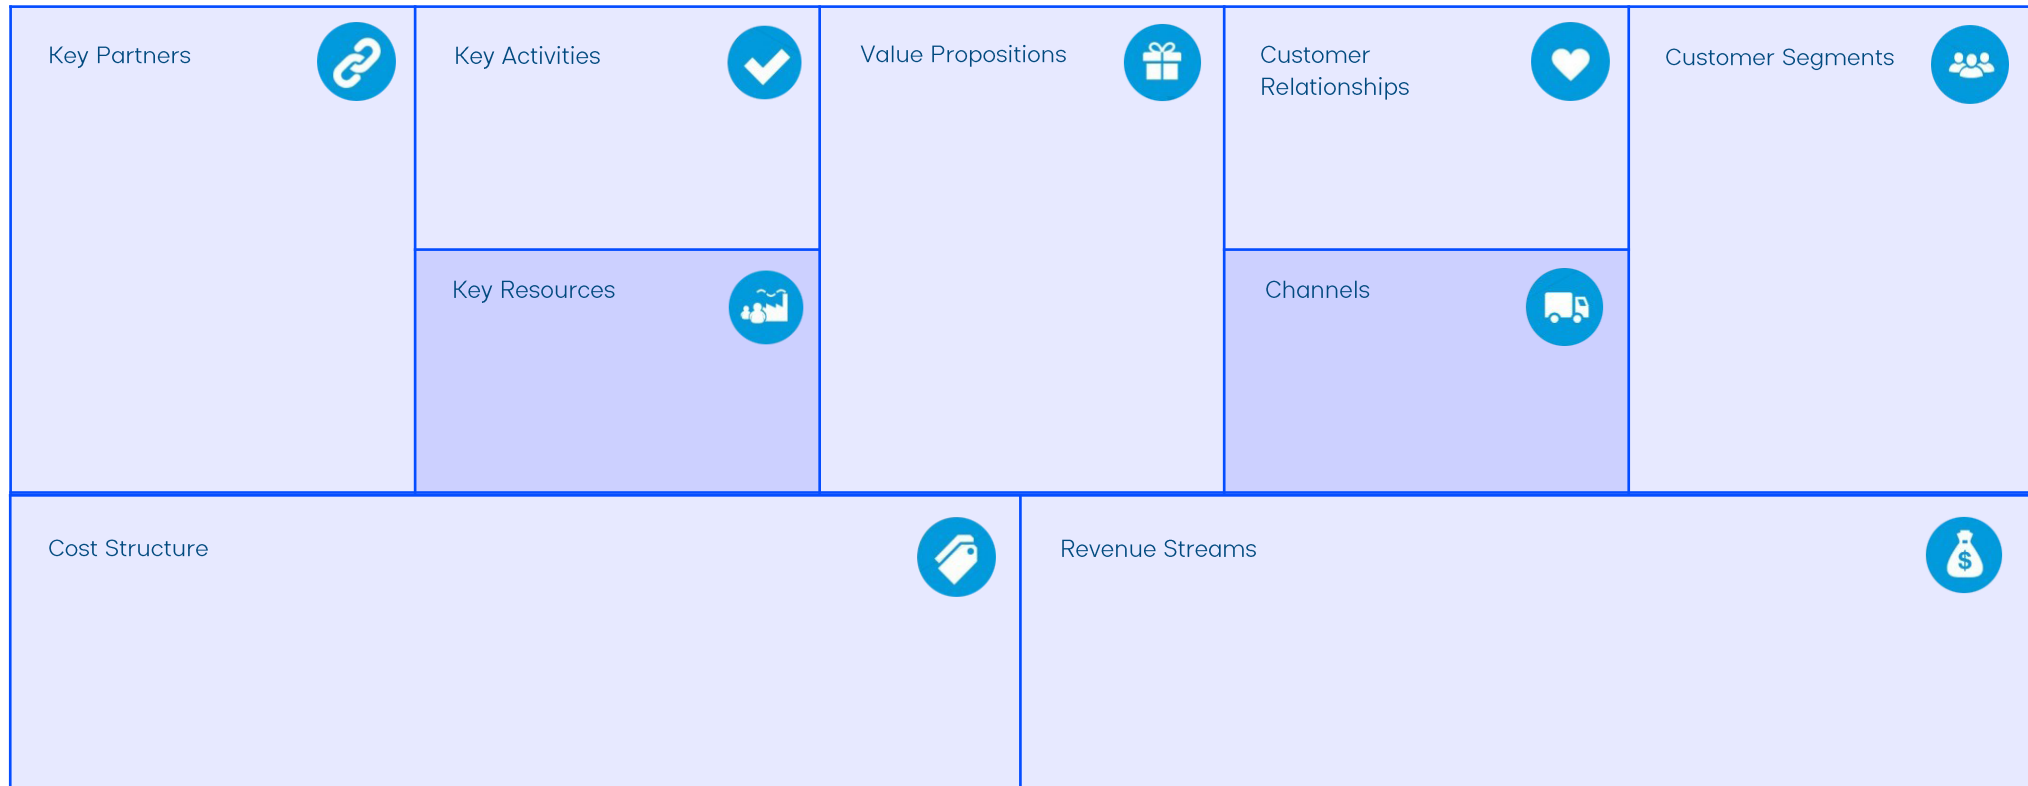 Key Partners
Key Activities
Value Propositions
Customer
Relationships
Customer Segments
Key Resources
Channels
Cost Structure
Revenue Streams
$